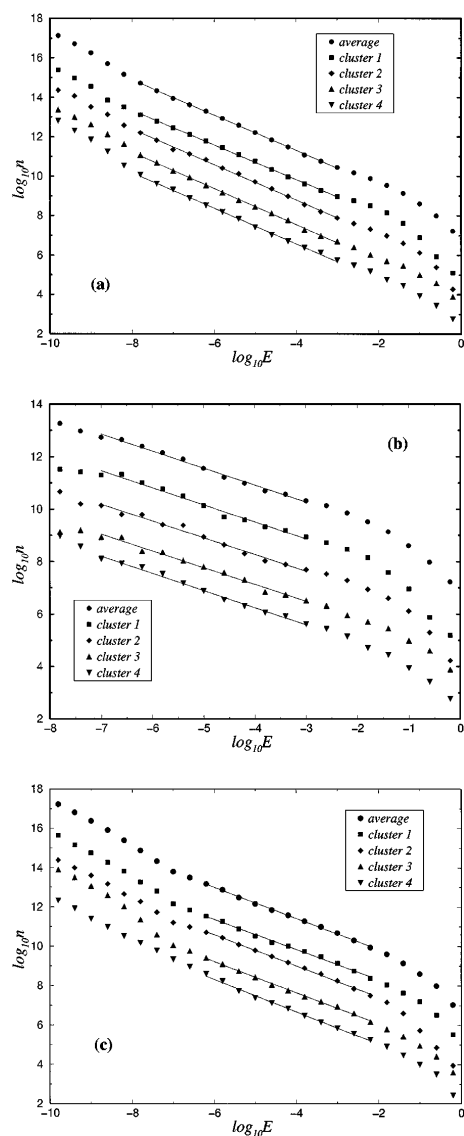 18
16
14
12
10
8
6
4
2
log₁₀n
average
cluster 1
cluster 2
cluster 3
cluster 4
(a)
−10 −8 −6 −4 −2 0
log₁₀E
14
12
10
8
6
4
2
log₁₀n
(b)
average
cluster 1
cluster 2
cluster 3
cluster 4
−8 −7 −6 −5 −4 −3 −2 −1 0
log₁₀E
18
16
14
12
10
8
6
4
2
log₁₀n
average
cluster 1
cluster 2
cluster 3
cluster 4
(c)
−10 −8 −6 −4 −2 0
log₁₀E